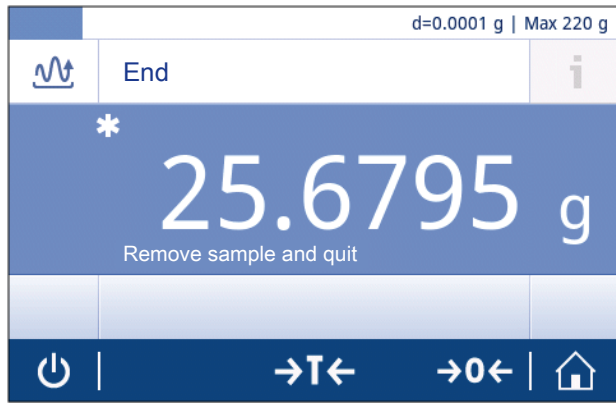 d=0.0001 g | Max 220 g
End
i
*
25.6795 g
Remove sample and quit
→T← →0←